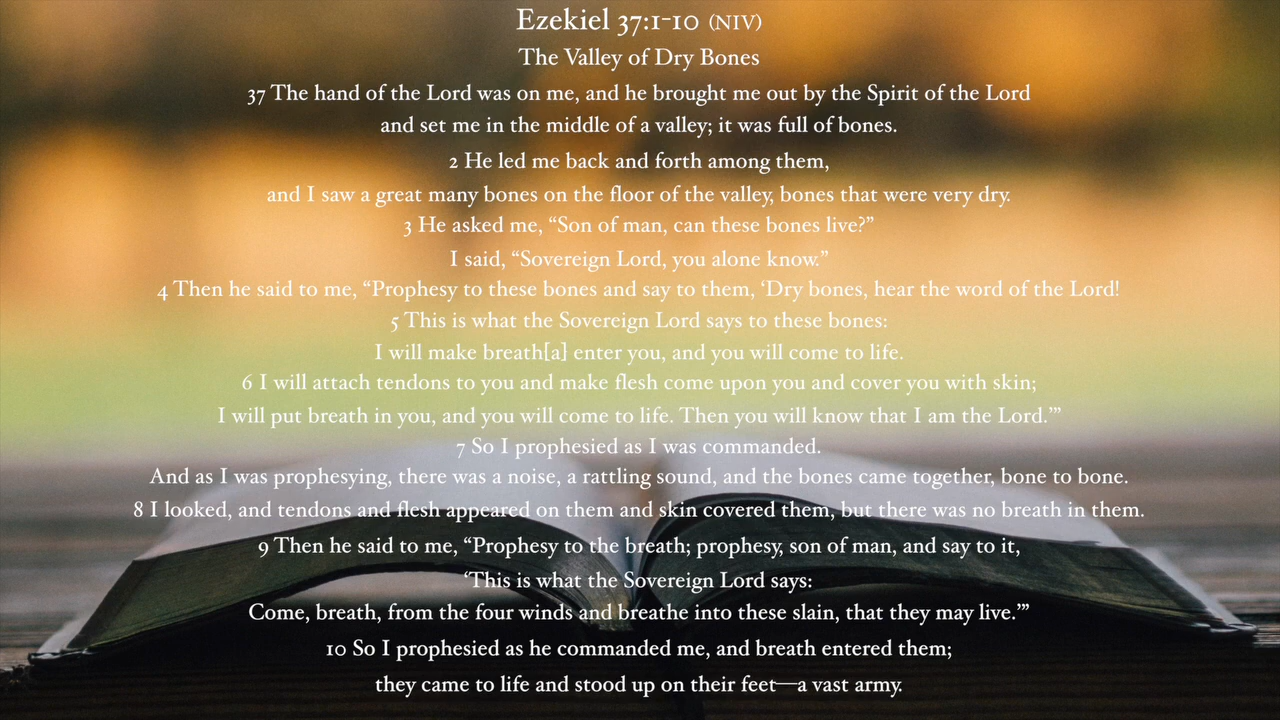 Ezekiel 37:1-10 (NIV)
The Valley of Dry Bones
37 The hand of the Lord was on me, and he brought me out by the Spirit of the Lord
and set me in the middle of a valley; it was full of bones.
2 He led me back and forth among them,
and I saw a great many bones on the floor of the valley, bones that were very dry.
3 He asked me, “Son of man, can these bones live?”
I said, “Sovereign Lord, you alone know.”
4 Then he said to me, “Prophesy to these bones and say to them, ‘Dry bones, hear the word of the Lord!
5 This is what the Sovereign Lord says to these bones:
I will make breath[a] enter you, and you will come to life.
6 I will attach tendons to you and make flesh come upon you and cover you with skin;
I will put breath in you, and you will come to life. Then you will know that I am the Lord.’”
7 So I prophesied as I was commanded.
And as I was prophesying, there was a noise, a rattling sound, and the bones came together, bone to bone.
8 I looked, and tendons and flesh appeared on them and skin covered them, but there was no breath in them.
9 Then he said to me, “Prophesy to the breath; prophesy, son of man, and say to it,
‘This is what the Sovereign Lord says:
Come, breath, from the four winds and breathe into these slain, that they may live.’”
10 So I prophesied as he commanded me, and breath entered them;
they came to life and stood up on their feet—a vast army.